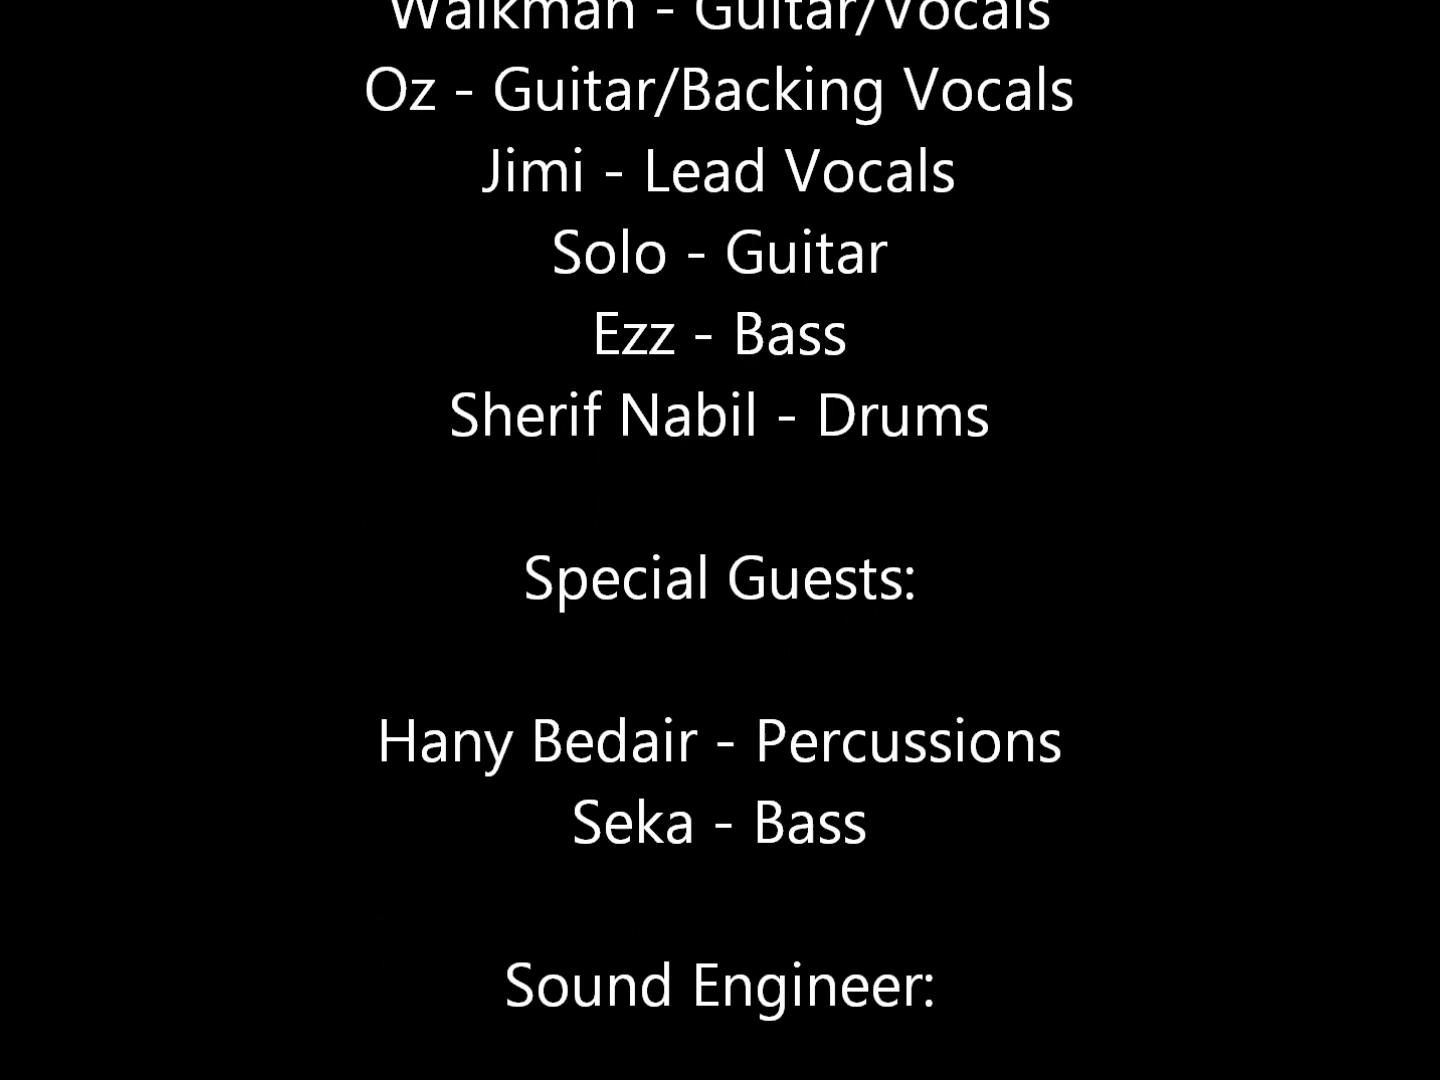 Walkman - Guitar/Vocals
Oz - Guitar/Backing Vocals
Jimi - Lead Vocals
Solo - Guitar
Ezz - Bass
Sherif Nabil - Drums
Special Guests:
Hany Bedair - Percussions
Seka - Bass
Sound Engineer: